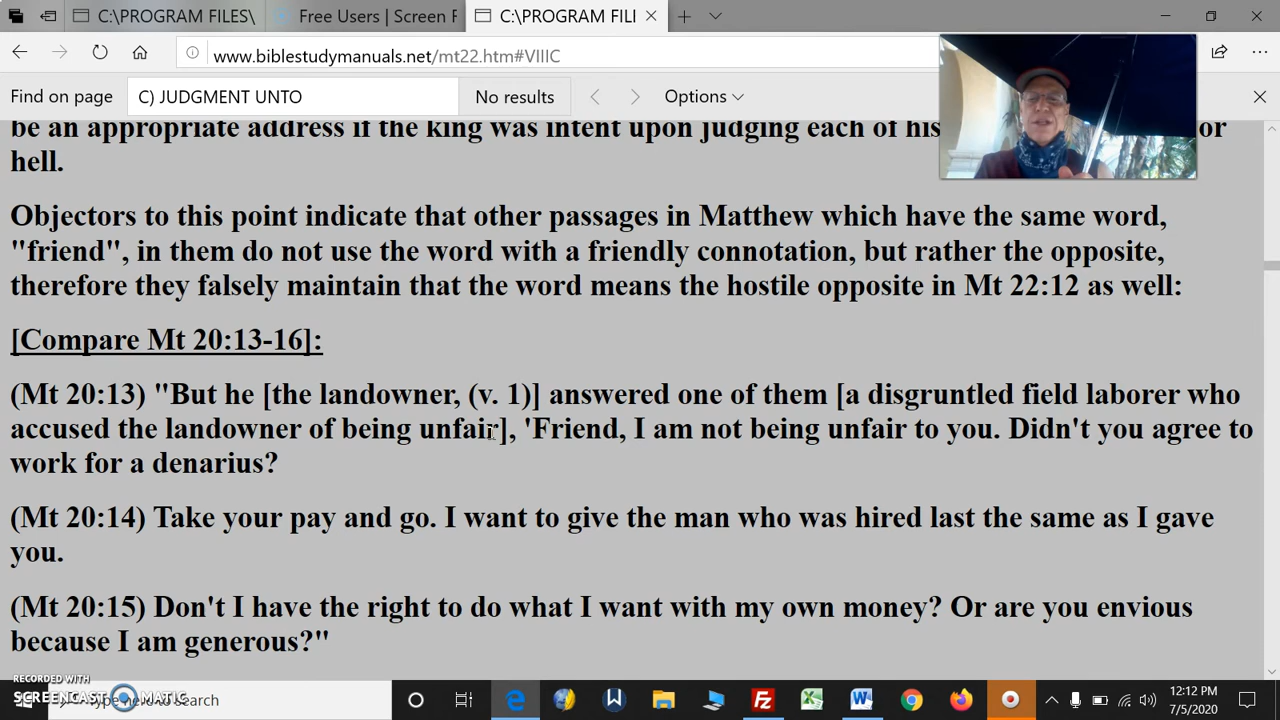 C:\PROGRAM FILES\
Free Users | Screen F
C:\PROGRAM FILI
www.biblestudymanuals.net/mt22.htm#VIIIC
Find on page
C) JUDGMENT UNTO
No results
Options
be an appropriate address if the king was intent upon judging each of his
or
hell.
Objectors to this point indicate that other passages in Matthew which have the same word,
"friend", in them do not use the word with a friendly connotation, but rather the opposite,
therefore they falsely maintain that the word means the hostile opposite in Mt 22:12 as well:
[Compare Mt 20:13-16]:
(Mt 20:13) "But he [the landowner, (v. 1)] answered one of them [a disgruntled field laborer who
accused the landowner of being unfair], 'Friend, I am not being unfair to you. Didn't you agree to
work for a denarius?
(Mt 20:14) Take your pay and go. I want to give the man who was hired last the same as I gave
you.
(Mt 20:15) Don't I have the right to do what I want with my own money? Or are you envious
because I am generous?"
RECORDED WITH
SCREENCAST MATIC
Type here to search
12:12 PM
7/5/2020